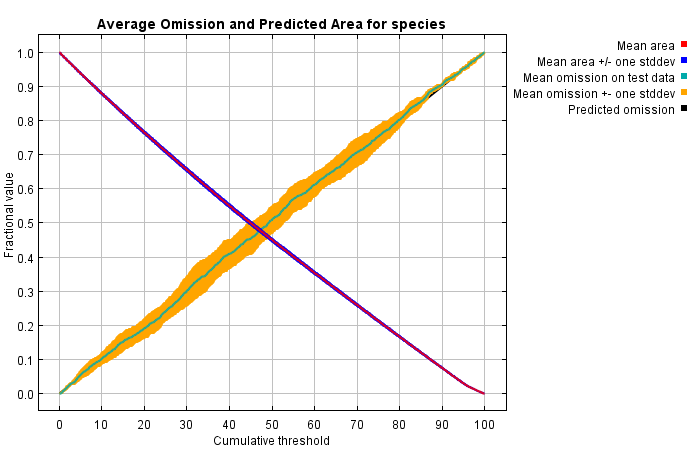 Average Omission and Predicted Area for species
Mean area
Mean area +/- one stddev
Mean omission on test data
Mean omission +- one stddev
Predicted omission
Fractional value
1.0
0.9
0.8
0.7
0.6
0.5
0.4
0.3
0.2
0.1
0.0
0 10 20 30 40 50 60 70 80 90 100
Cumulative threshold